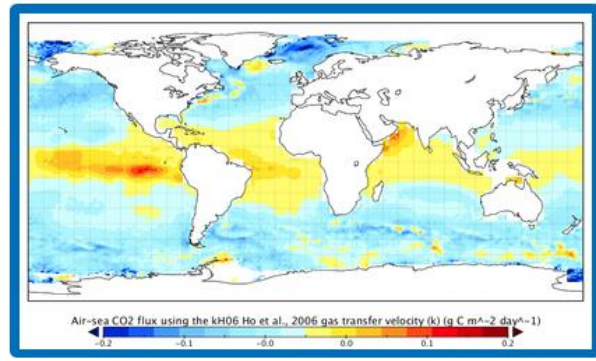 Air-sea CO2 flux using the kH06 Ho et al., 2006 gas transfer velocity (k) (g C m^-2 day^-1)
-0.2 -0.1 -0.0 0.0 0.1 0.2